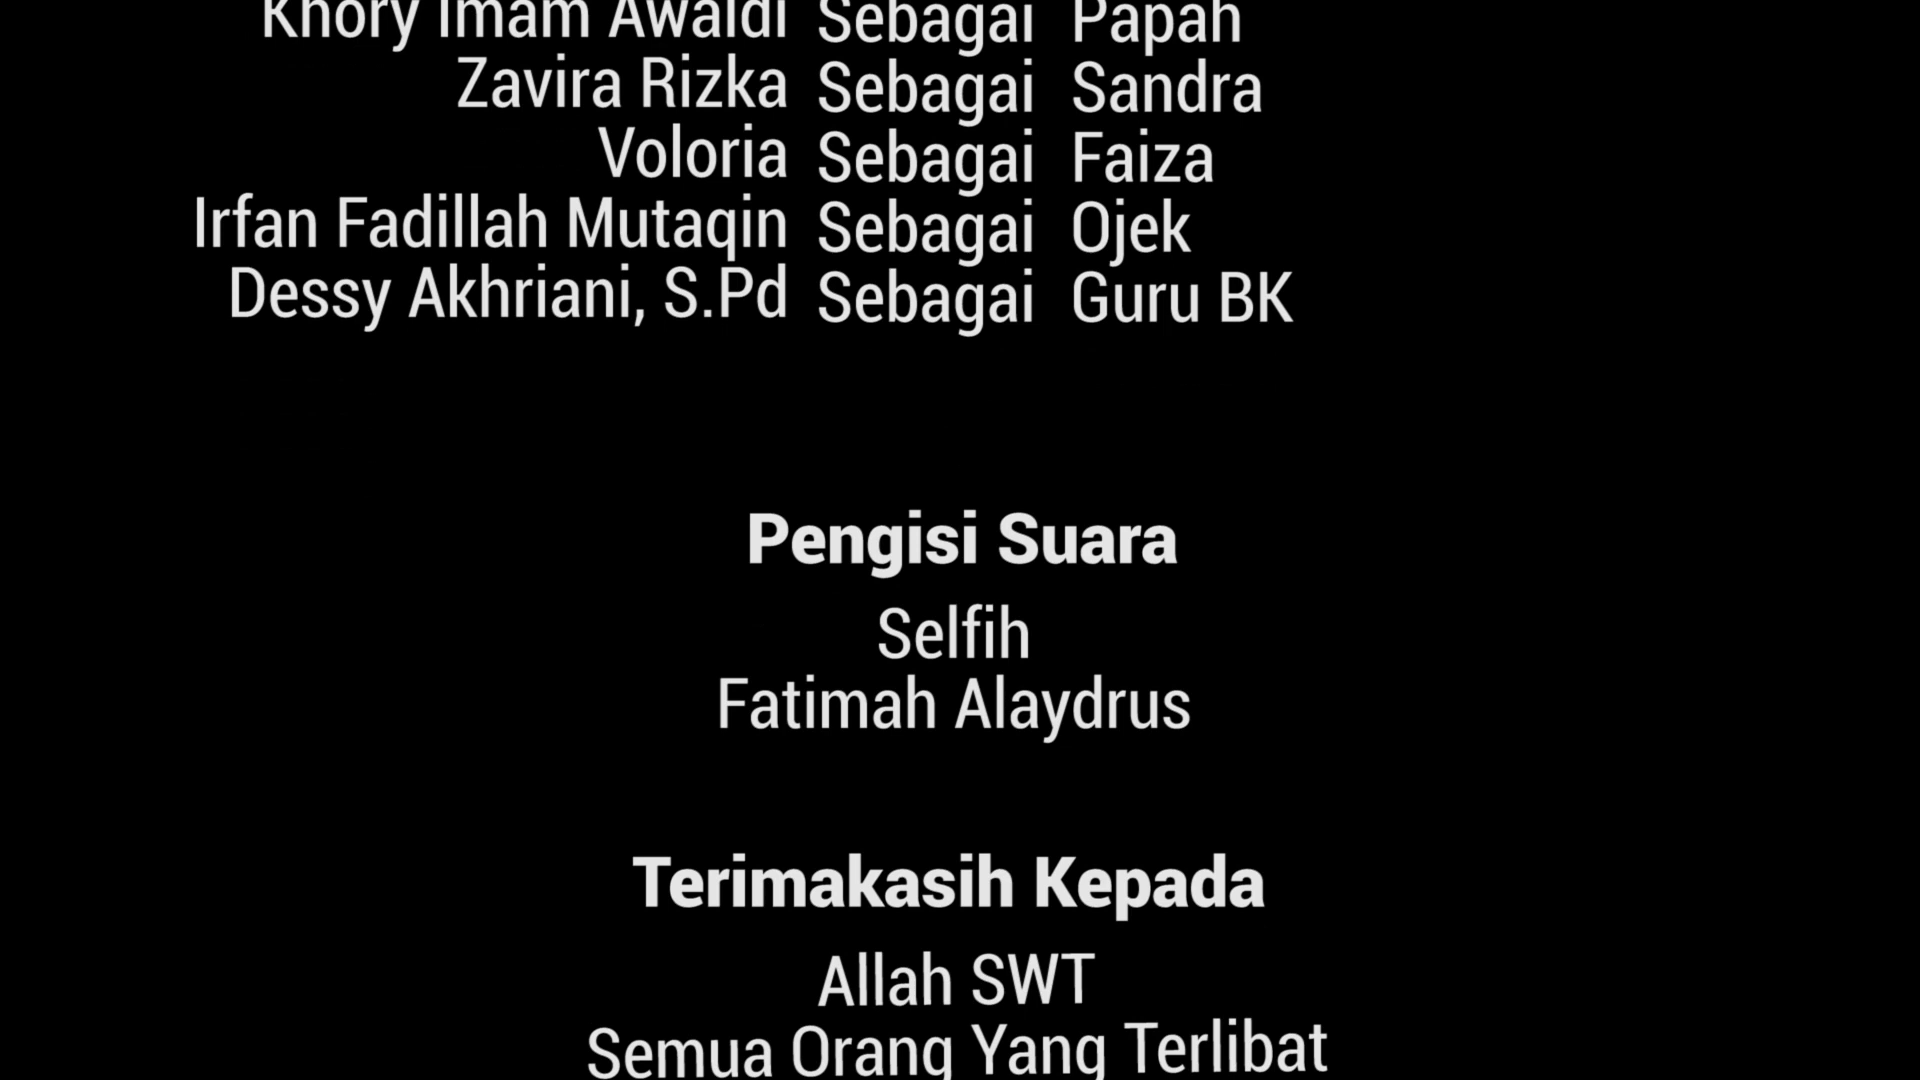 Khory Imam Awaldi Sebagai Papah
Zavira Rizka Sebagai Sandra
Voloria Sebagai Faiza
Irfan Fadillah Mutaqin Sebagai Ojek
Dessy Akhriani, S.Pd Sebagai Guru BK
Pengisi Suara
Selfih
Fatimah Alaydrus
Terimakasih Kepada
Allah SWT
Semua Orang Yang Terlibat